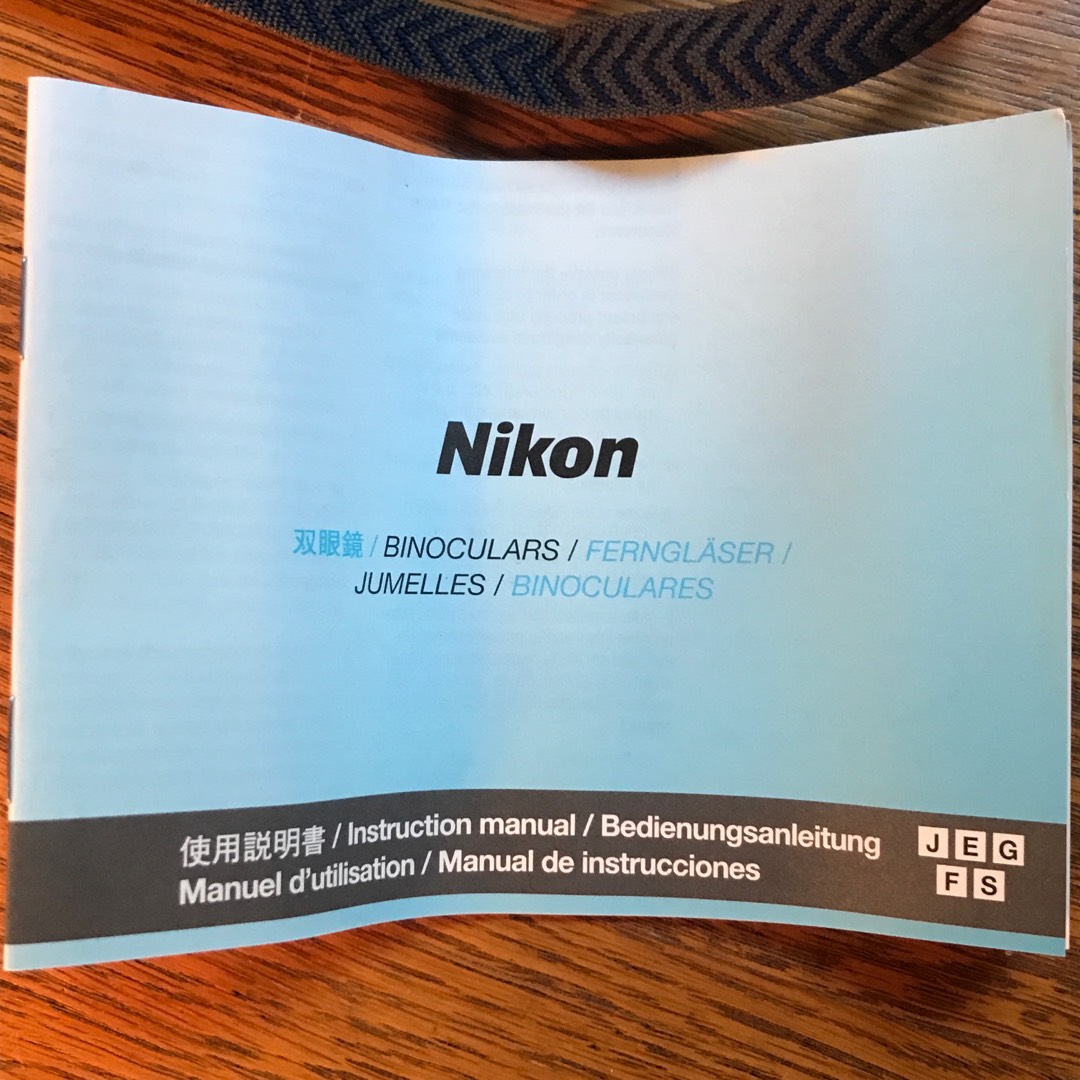 Nikon
双眼鏡 / BINOCULARS / FERNGLÄSER /
JUMELLES / BINOCULARES
使用説明書 / Instruction manual / Bedienungsanleitung
Manuel d'utilisation / Manual de instrucciones
J E G
F S